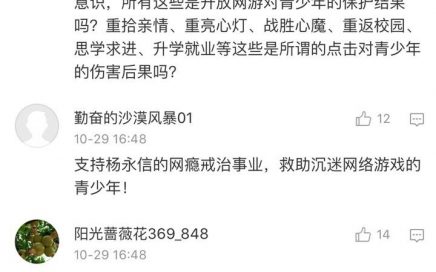 意识，所有这些是开放网游对青少年的保护结果
吗？重拾亲情、重亮心灯、战胜心魔、重返校园、
思学求进、升学就业等这些是所谓的点击对青少年
的伤害后果吗？
勤奋的沙漠风暴01
12
10-29 16:48
支持杨永信的网瘾戒治事业，救助沉迷网络游戏的
青少年！
阳光蔷薇花369_848
14
10-29 16:48